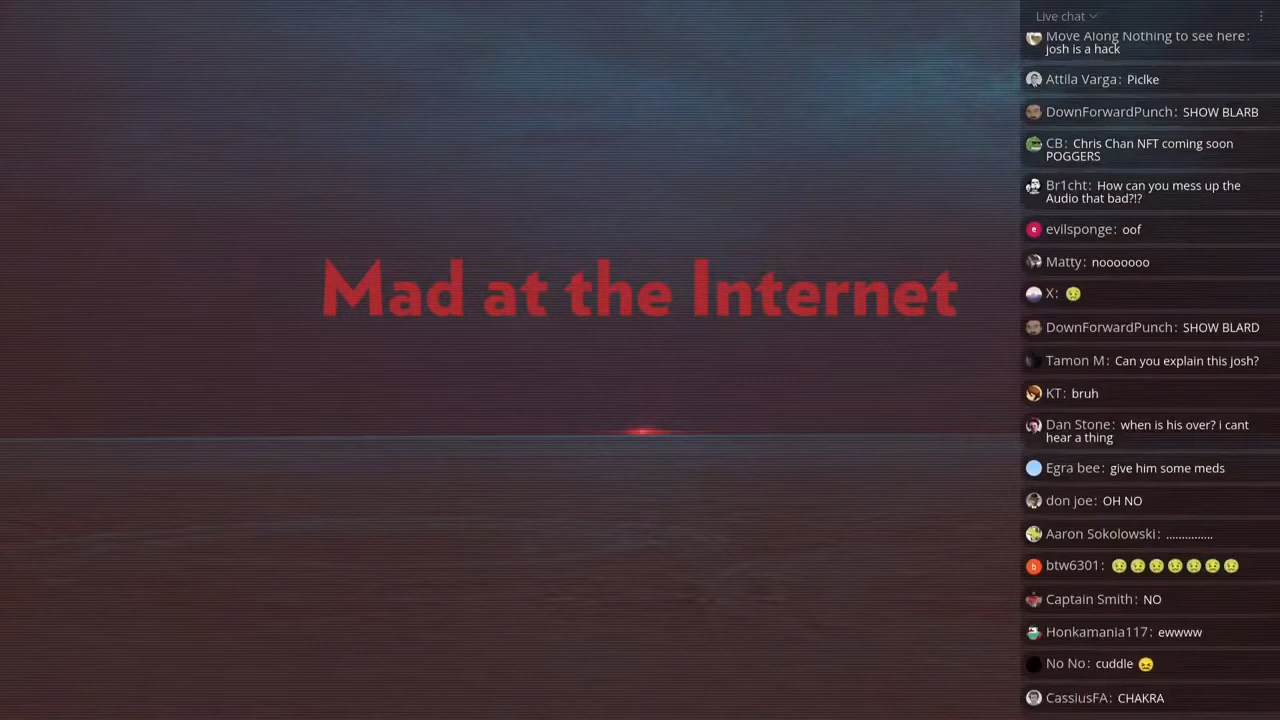 Live chat
Move Along Nothing to see here:
josh is a hack
Attila Varga: Piclke
DownForwardPunch: SHOW BLARB
CB: Chris Chan NFT coming soon
POGGERS
Br1cht: How can you mess up the
Audio that bad?!?
evilsponge: oof
Matty: nooooooo
X: 🤢
Mad at the Internet
DownForwardPunch: SHOW BLARD
Tamon M: Can you explain this josh?
KT: bruh
Dan Stone: when is his over? i cant
hear a thing
Egra bee: give him some meds
don joe: OH NO
Aaron Sokolowski: ...............
btw6301: 🤢🤢🤢🤢🤢🤢🤢
Captain Smith: NO
Honkamania117: ewwww
No No: cuddle 😖
CassiusFA: CHAKRA